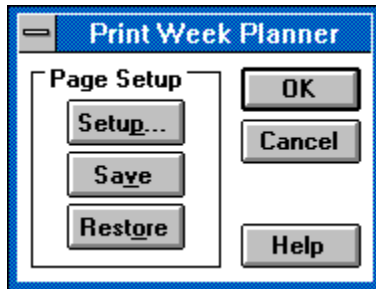 Print Week Planner
Page Setup
Setup...
Save
Restore
OK
Cancel
Help